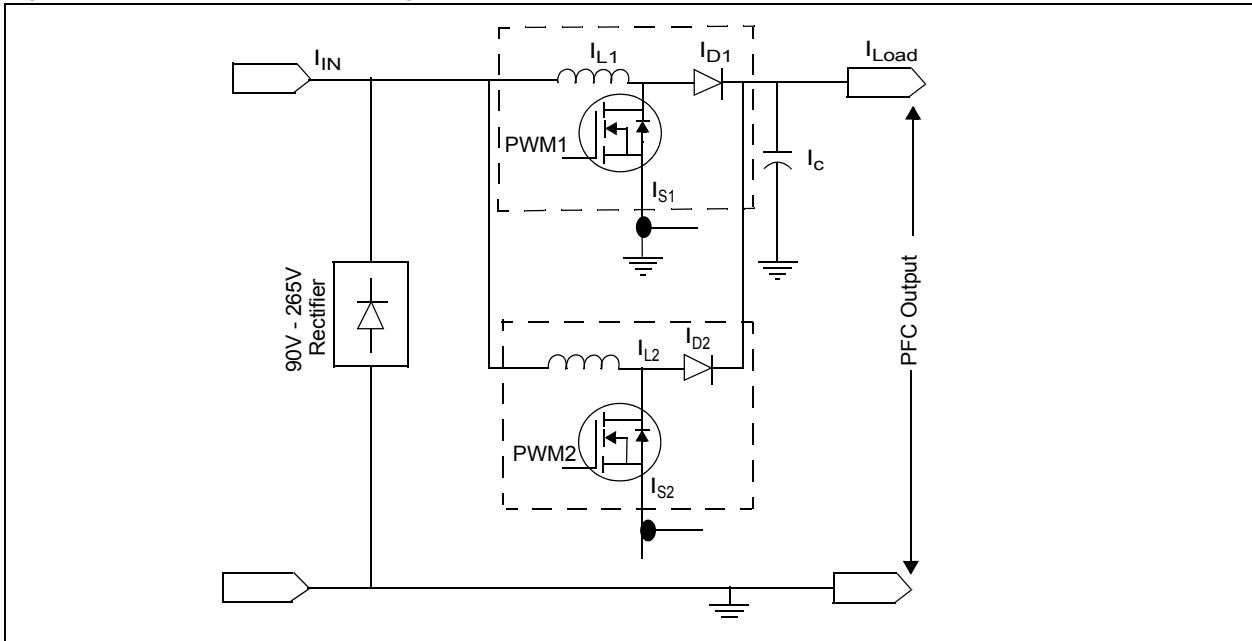 I_IN
I_L1
I_D1
I_Load
PWM1
I_C
I_S1
90V - 265V
Rectifier
PFC Output
I_L2
I_D2
PWM2
I_S2